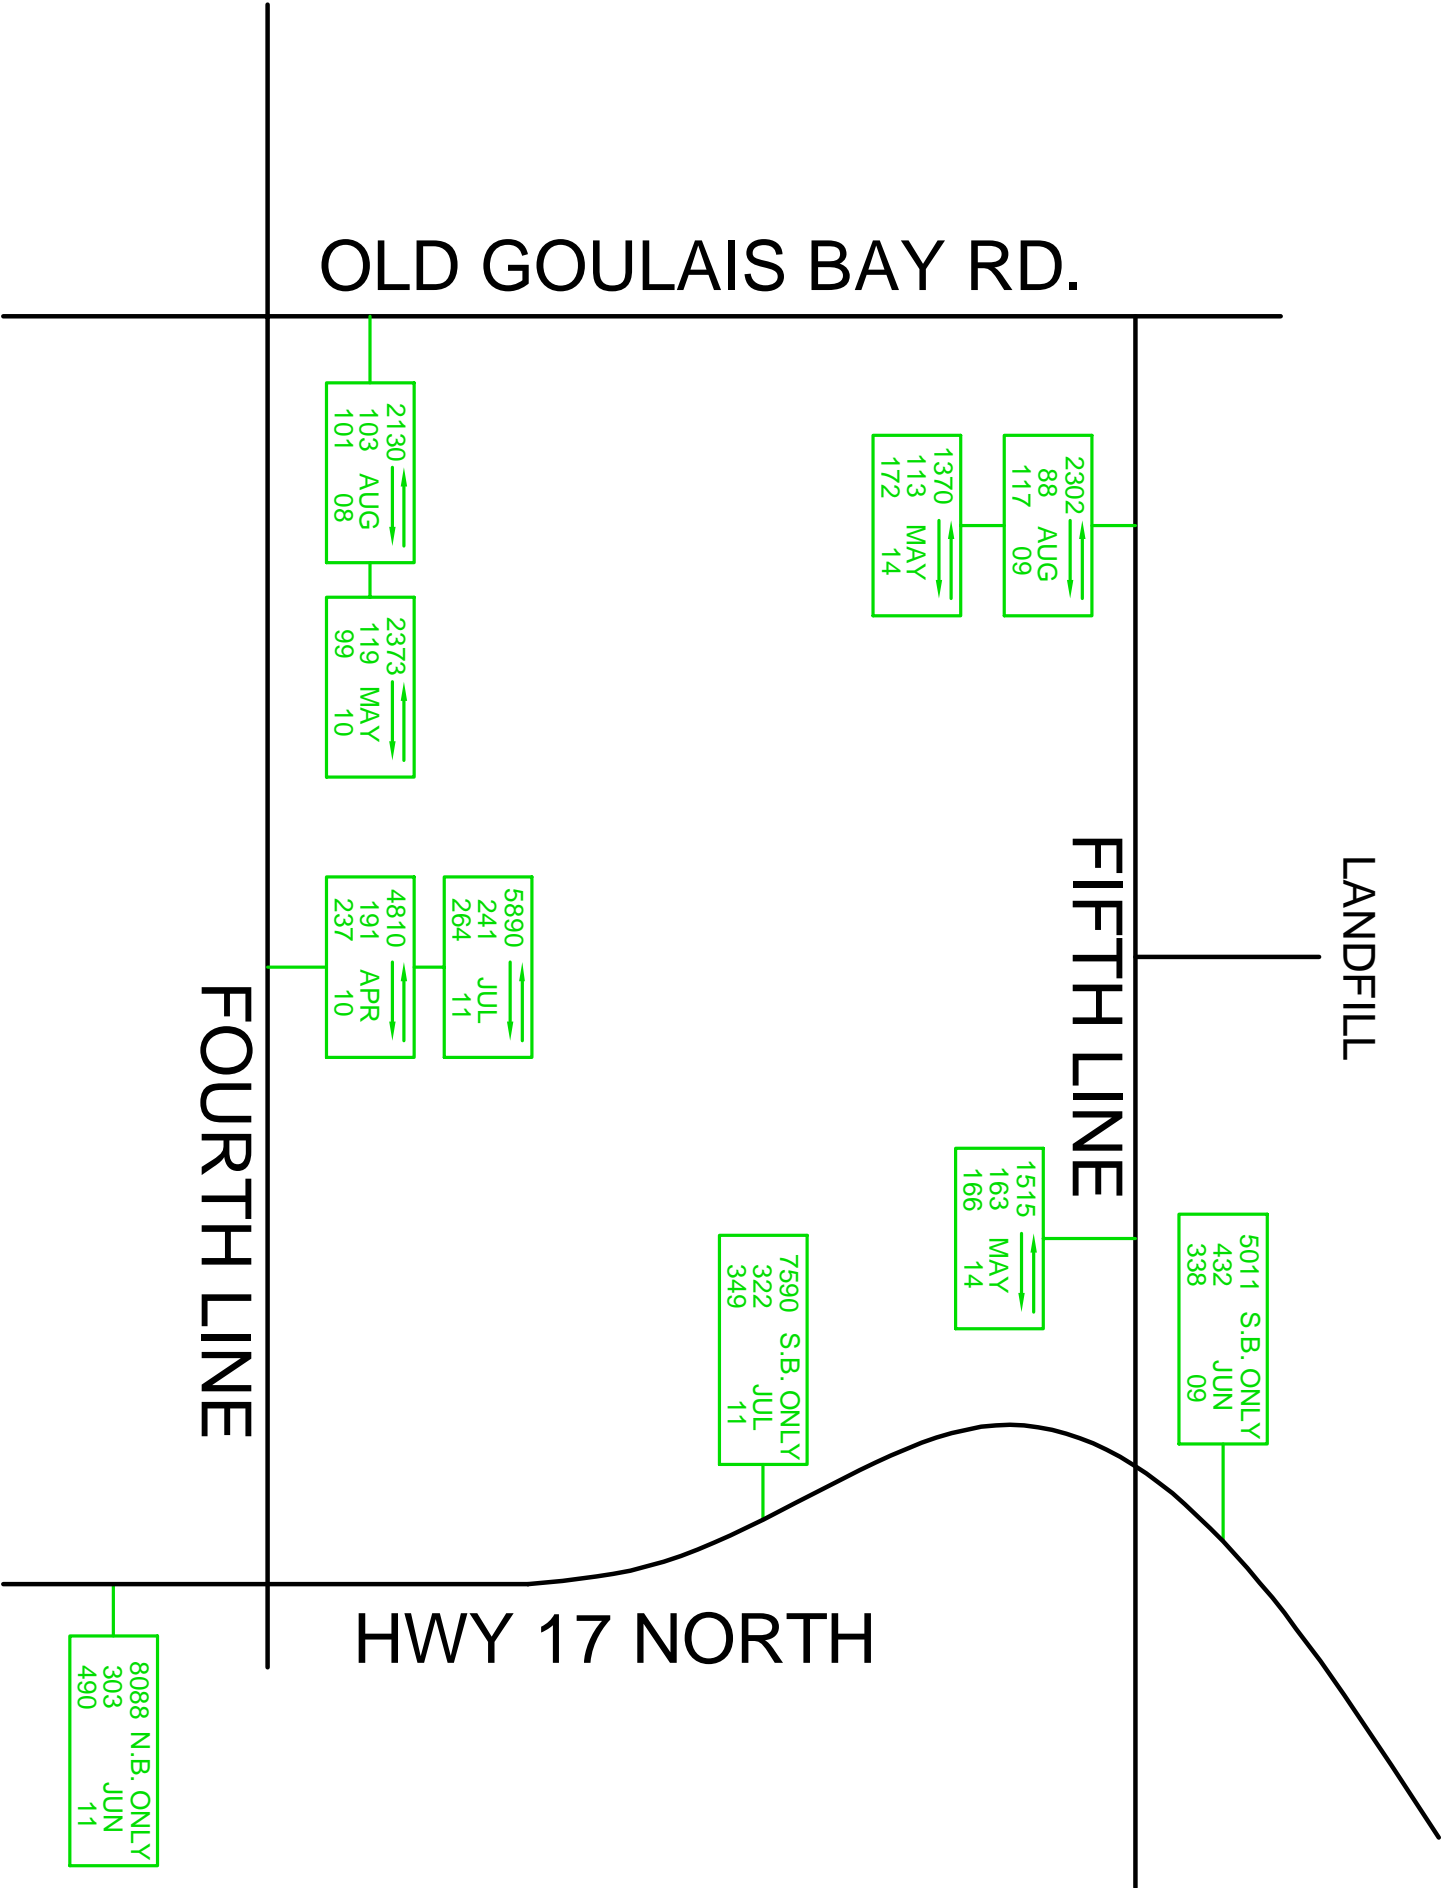 OLD GOULAIS BAY RD.
2130
103 AUG
101 08
2373
119 MAY
99 10
2302
88 AUG
117 09
1370
113 MAY
172 14
LANDFILL
FIFTH LINE
5890
241 JUL
264 11
4810
191 APR
237 10
FOURTH LINE
1515
163 MAY
166 14
5011 S.B. ONLY
432 JUN
338 09
7590 S.B. ONLY
322 JUL
349 11
HWY 17 NORTH
8088 N.B. ONLY
303 JUN
490 11